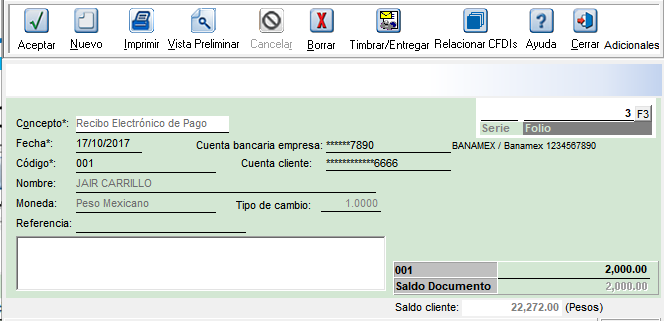 Aceptar Nuevo Imprimir Vista Preliminar Cancelar Borrar Timbrar/Entregar Relacionar CFDIs Ayuda Cerrar Adicionales
Concepto*: Recibo Electrónico de Pago
3 F3
Serie Folio
Fecha*: 17/10/2017 Cuenta bancaria empresa: ******7890 BANAMEX / Banamex 1234567890
Código*: 001 Cuenta cliente: ************6666
Nombre: JAIR CARRILLO
Moneda: Peso Mexicano Tipo de cambio: 1.0000
Referencia:
001 2,000.00
Saldo Documento 2,000.00
Saldo cliente: 22,272.00 (Pesos)